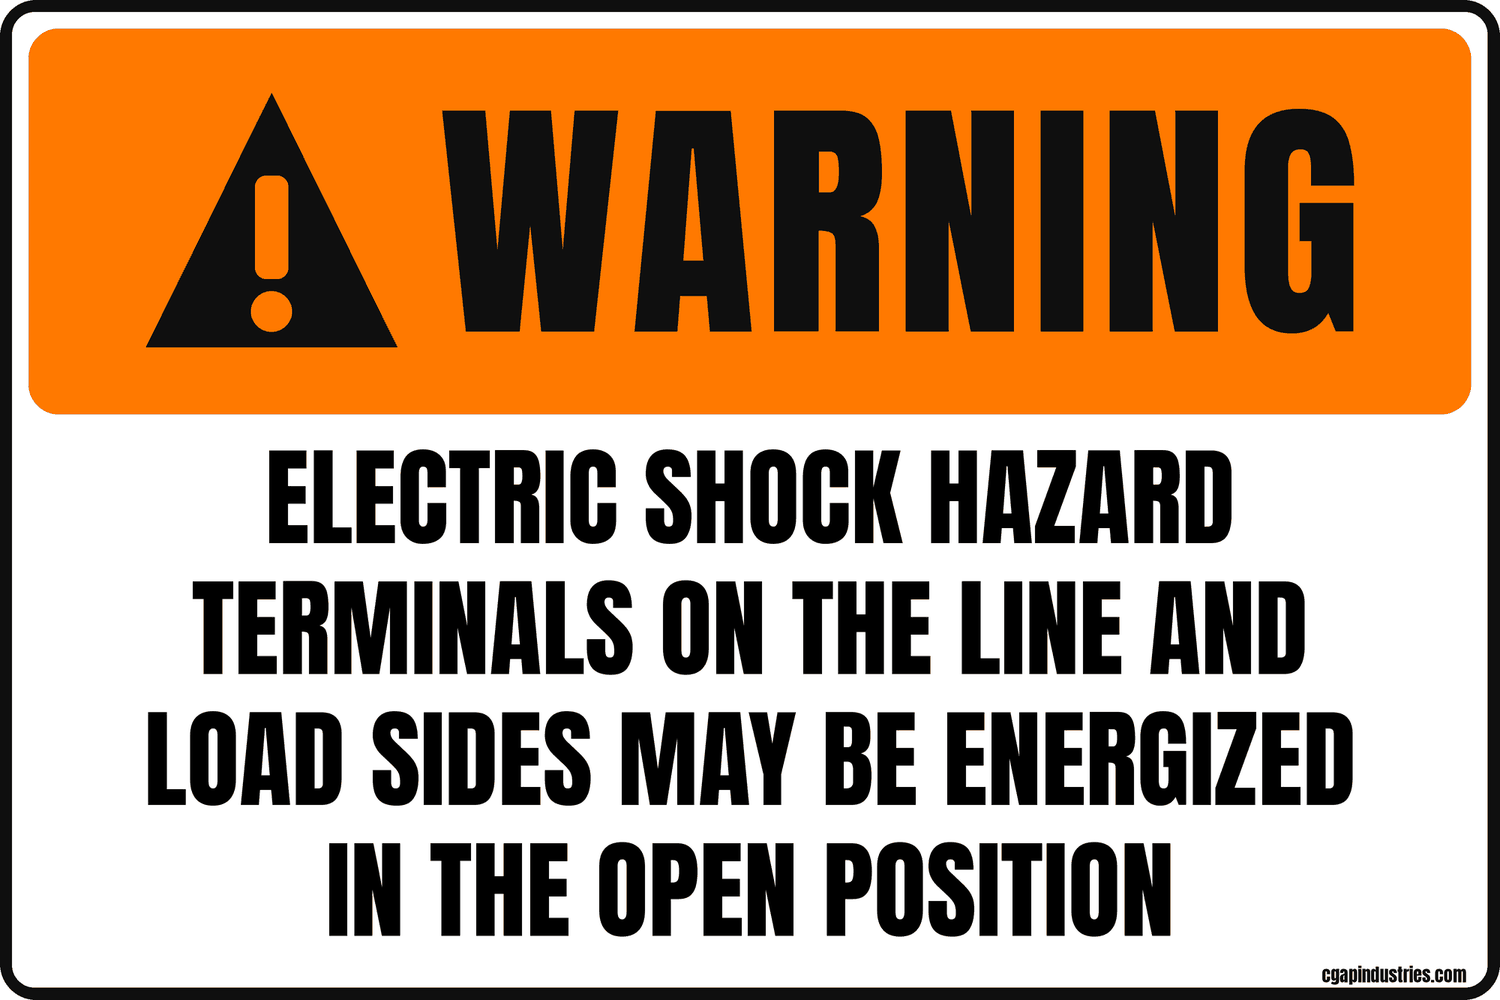 WARNING
ELECTRIC SHOCK HAZARD
TERMINALS ON THE LINE AND
LOAD SIDES MAY BE ENERGIZED
IN THE OPEN POSITION
cgapindustries.com